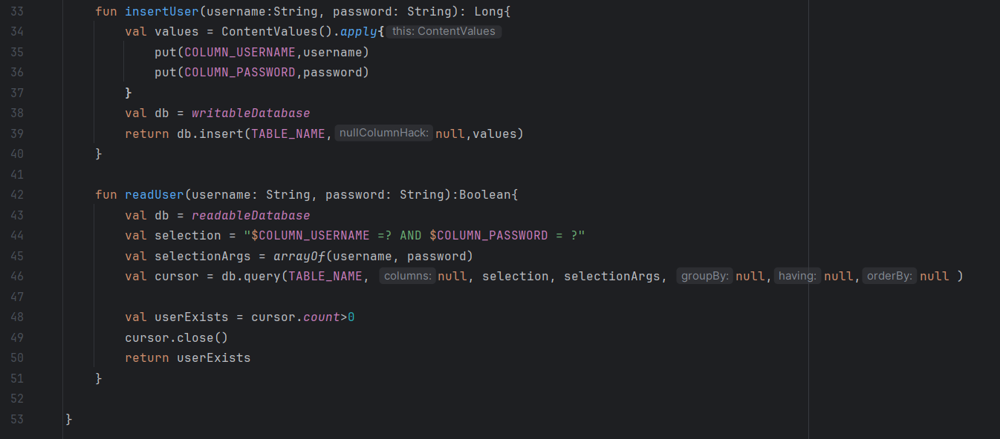 33 fun insertUser(username:String, password: String): Long{
34 val values = ContentValues().apply{ this: ContentValues
35 put(COLUMN_USERNAME,username)
36 put(COLUMN_PASSWORD,password)
37 }
38 val db = writableDatabase
39 return db.insert(TABLE_NAME, nullColumnHack: null,values)
40 }
41
42 fun readUser(username: String, password: String):Boolean{
43 val db = readableDatabase
44 val selection = "$COLUMN_USERNAME =? AND $COLUMN_PASSWORD = ?"
45 val selectionArgs = arrayOf(username, password)
46 val cursor = db.query(TABLE_NAME, columns: null, selection, selectionArgs, groupBy: null, having: null, orderBy: null )
47
48 val userExists = cursor.count>0
49 cursor.close()
50 return userExists
51 }
52
53 }